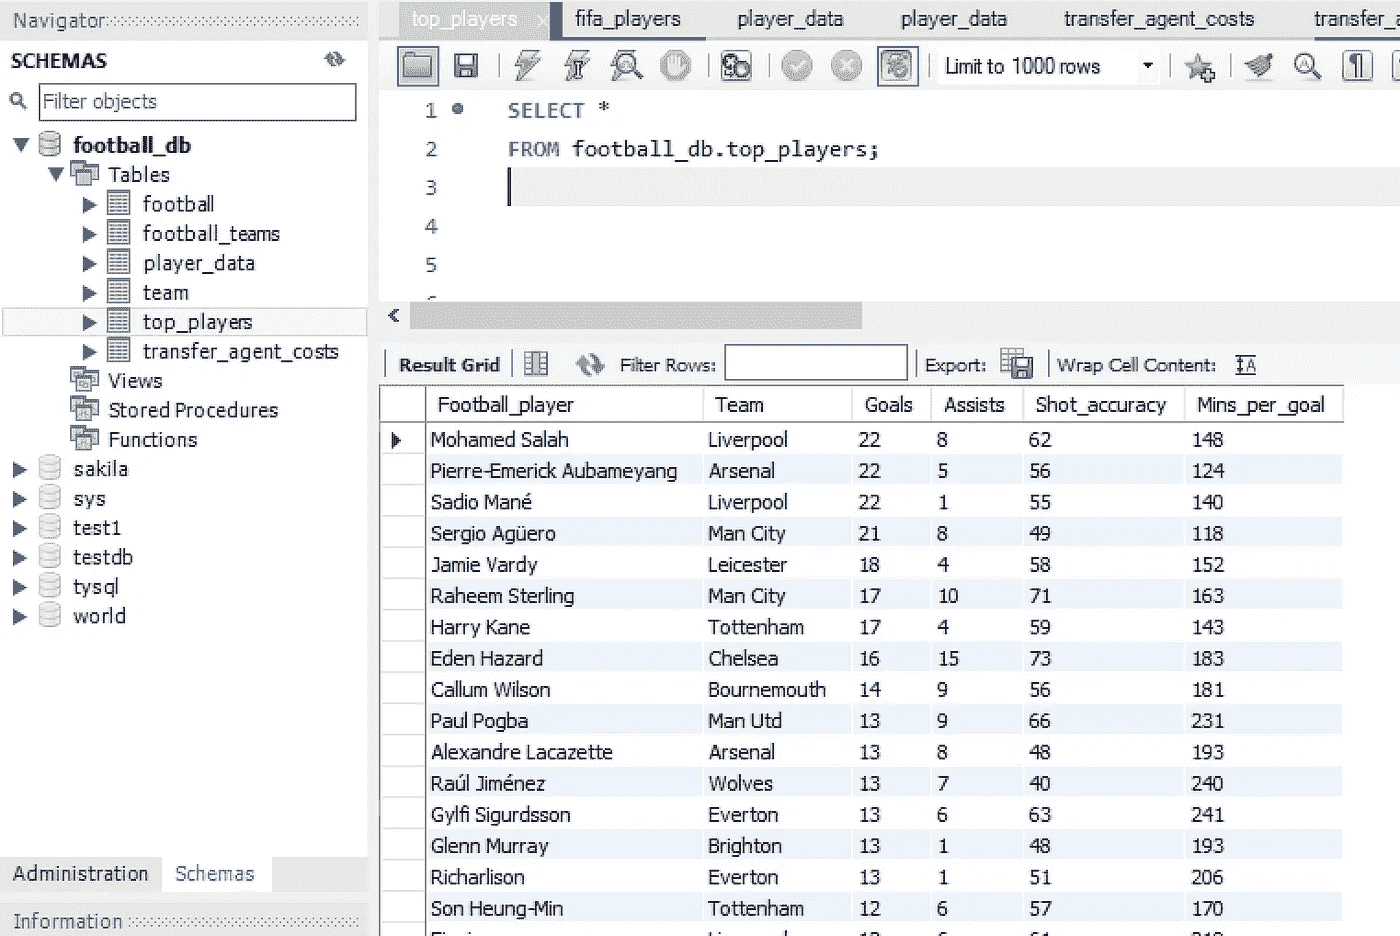 Navigator
SCHEMAS
Filter objects
football_db
Tables
football
football_teams
player_data
team
top_players
transfer_agent_costs
Views
Stored Procedures
Functions
sakila
sys
test1
testdb
tysql
world
Administration Schemas
Information
top_players fifa_players player_data player_data transfer_agent_costs
Limit to 1000 rows
1 SELECT *
2 FROM football_db.top_players;
3
4
5
Result Grid Filter Rows: Export: Wrap Cell Content:
Football_player Team Goals Assists Shot_accuracy Mins_per_goal
Mohamed Salah Liverpool 22 8 62 148
Pierre-Emerick Aubameyang Arsenal 22 5 56 124
Sadio Mané Liverpool 22 1 55 140
Sergio Agüero Man City 21 8 49 118
Jamie Vardy Leicester 18 4 58 152
Raheem Sterling Man City 17 10 71 163
Harry Kane Tottenham 17 4 59 143
Eden Hazard Chelsea 16 15 73 183
Callum Wilson Bournemouth 14 9 56 181
Paul Pogba Man Utd 13 9 66 231
Alexandre Lacazette Arsenal 13 8 48 193
Raúl Jiménez Wolves 13 7 40 240
Gylfi Sigurdsson Everton 13 6 63 241
Glenn Murray Brighton 13 1 48 193
Richarlison Everton 13 1 51 206
Son Heung-Min Tottenham 12 6 57 170